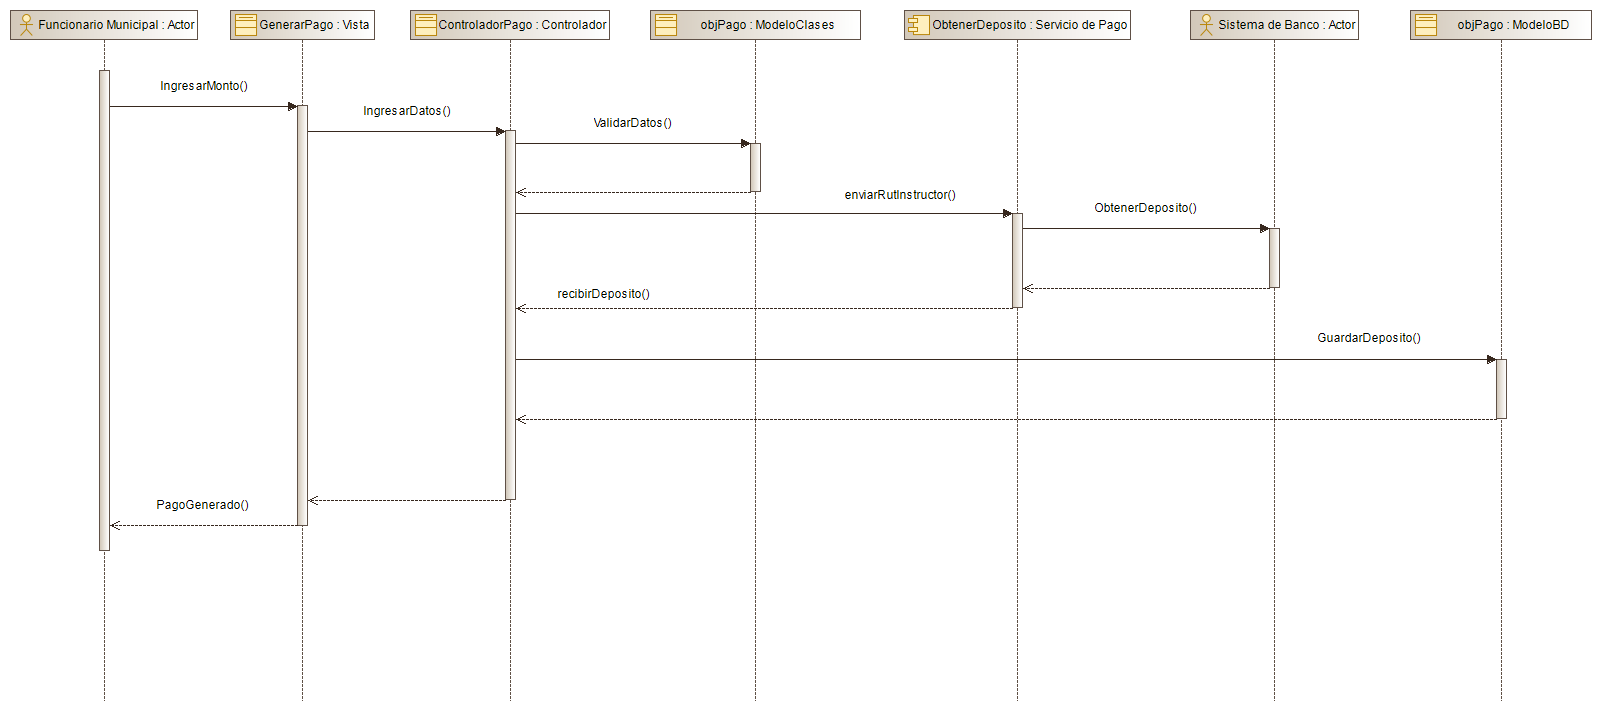 Funcionario Municipal : Actor
GenerarPago : Vista
ControladorPago : Controlador
objPago : ModeloClases
ObtenerDeposito : Servicio de Pago
Sistema de Banco : Actor
objPago : ModeloBD
IngresarMonto()
IngresarDatos()
ValidarDatos()
enviarRutInstructor()
ObtenerDeposito()
recibirDeposito()
GuardarDeposito()
PagoGenerado()